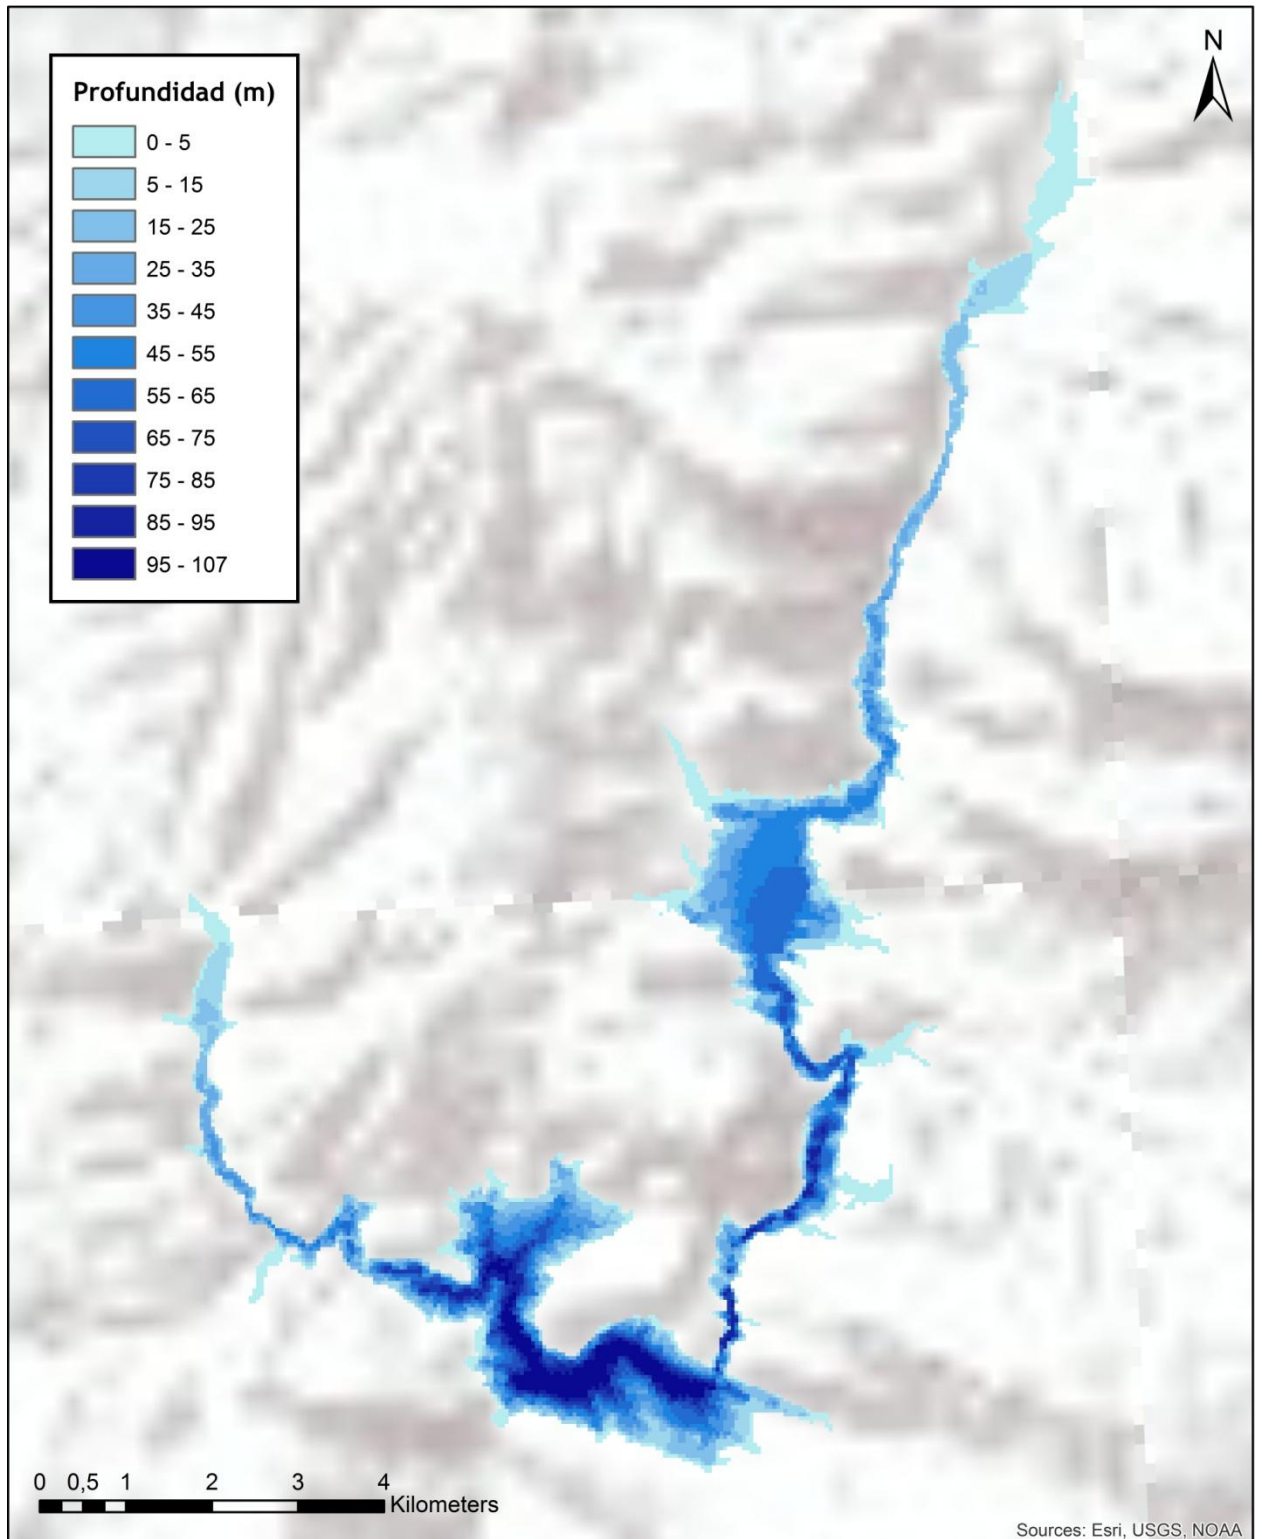 N
Profundidad (m)
0 - 5
5 - 15
15 - 25
25 - 35
35 - 45
45 - 55
55 - 65
65 - 75
75 - 85
85 - 95
95 - 107
0 0,5 1 2 3 4
Kilometers
Sources: Esri, USGS, NOAA